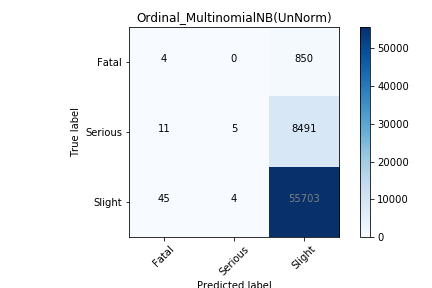 Ordinal_MultinomialNB(UnNorm)
True label
Fatal 4 0 850
Serious 11 5 8491
Slight 45 4 55703
Fatal Serious Slight
Predicted label
50000
40000
30000
20000
10000
0